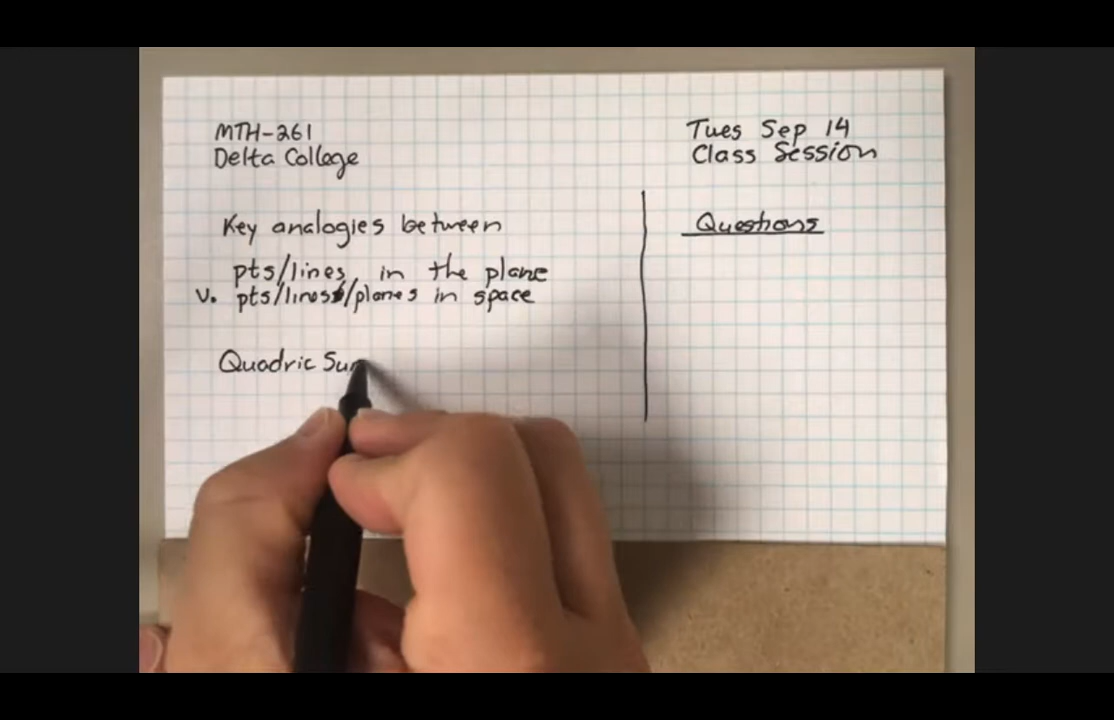 MTH-261
Delta College
Tues Sep 14
Class Session
Key analogies between
pts/lines in the plane
v. pts/lines/planes in space
Quadric Sur
Questions